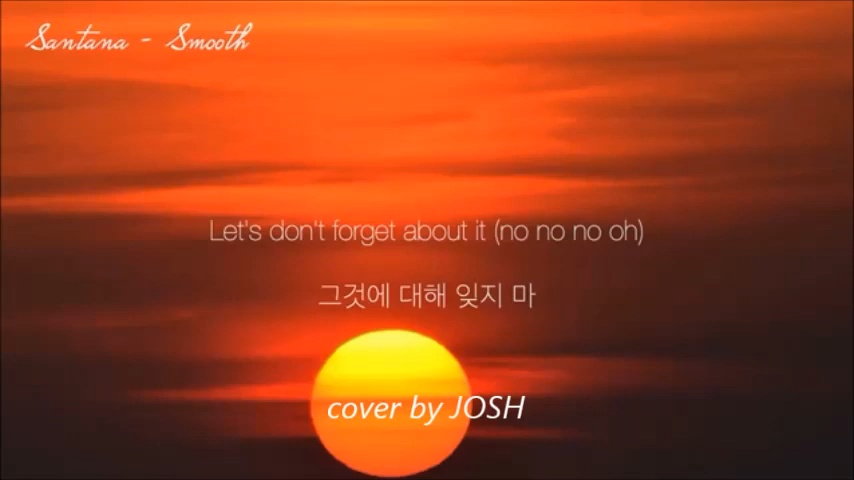 Santana - Smooth
Let's don't forget about it (no no no oh)
그것에 대해 잊지 마
cover by JOSH